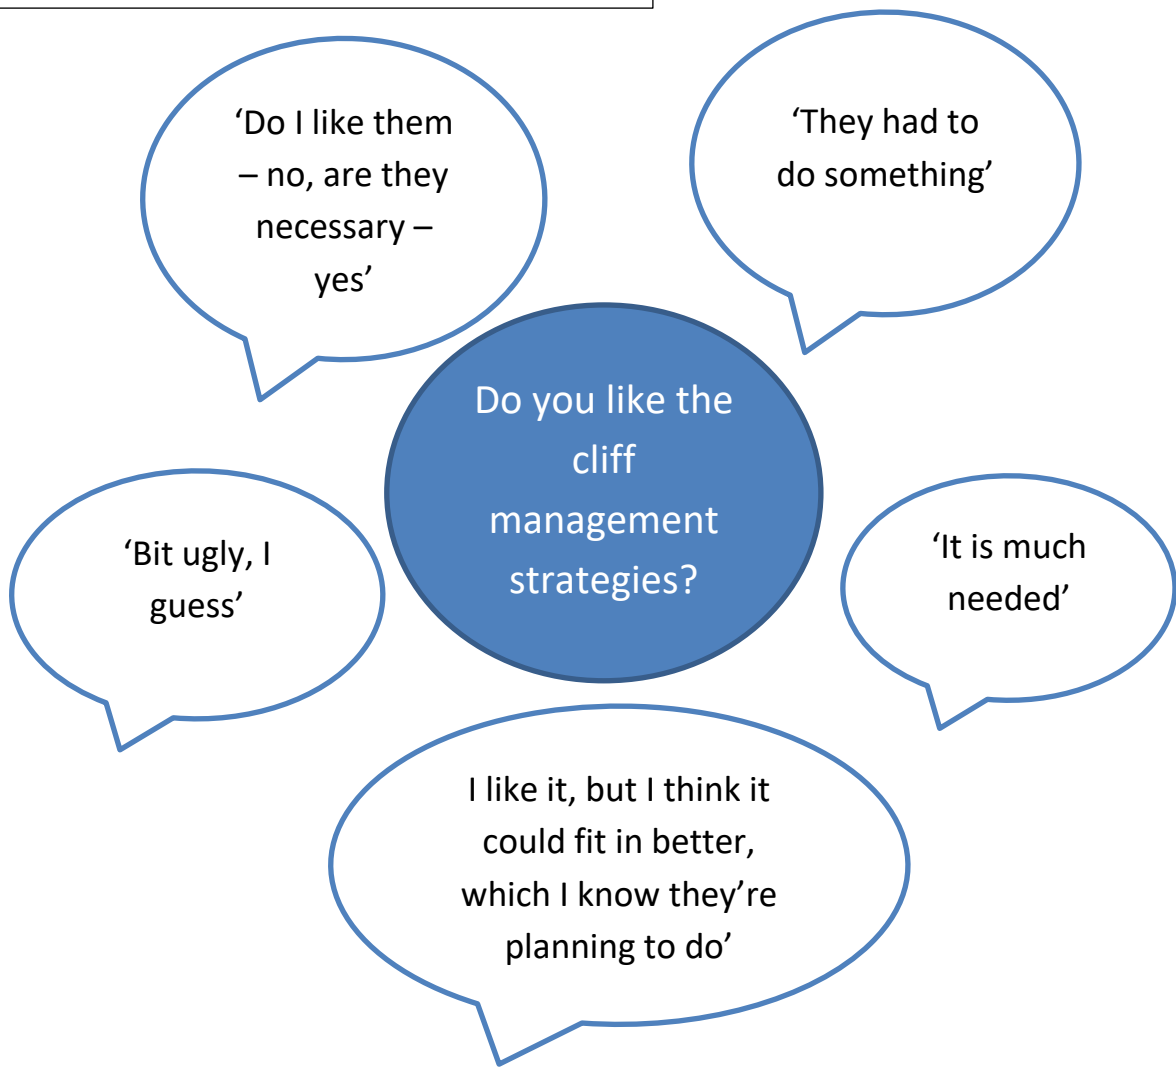 ‘Do I like them
– no, are they
necessary –
yes’
‘They had to
do something’
Do you like the
cliff
management
strategies?
‘Bit ugly, I
guess’
‘It is much
needed’
I like it, but I think it
could fit in better,
which I know they’re
planning to do’